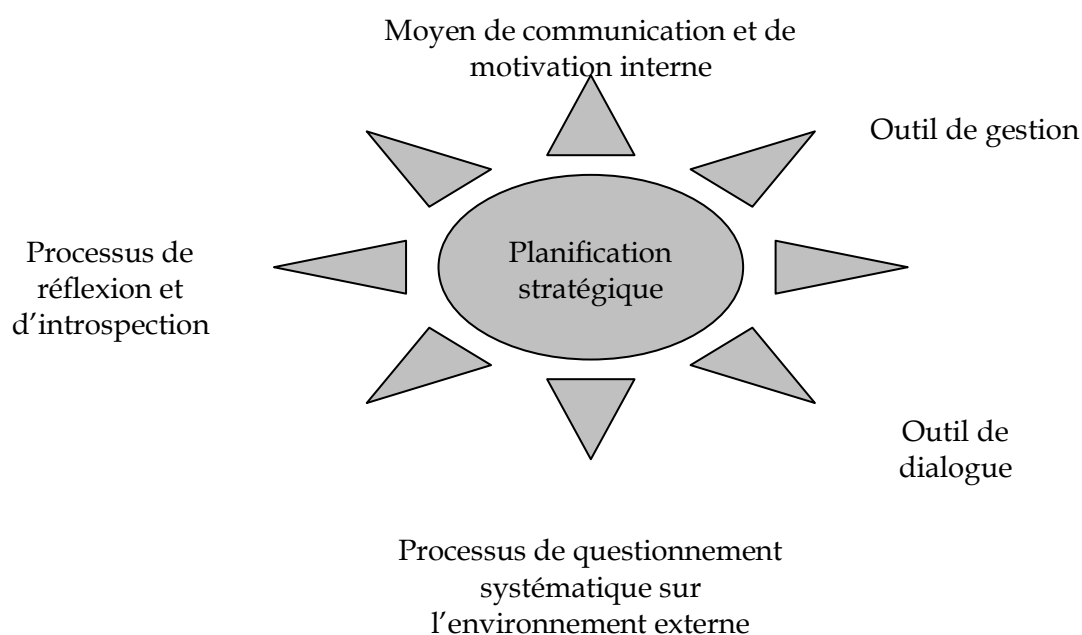 Moyen de communication et de
motivation interne
Outil de gestion
Processus de
réflexion et
d’introspection
Planification
stratégique
Outil de
dialogue
Processus de questionnement
systématique sur
l’environnement externe